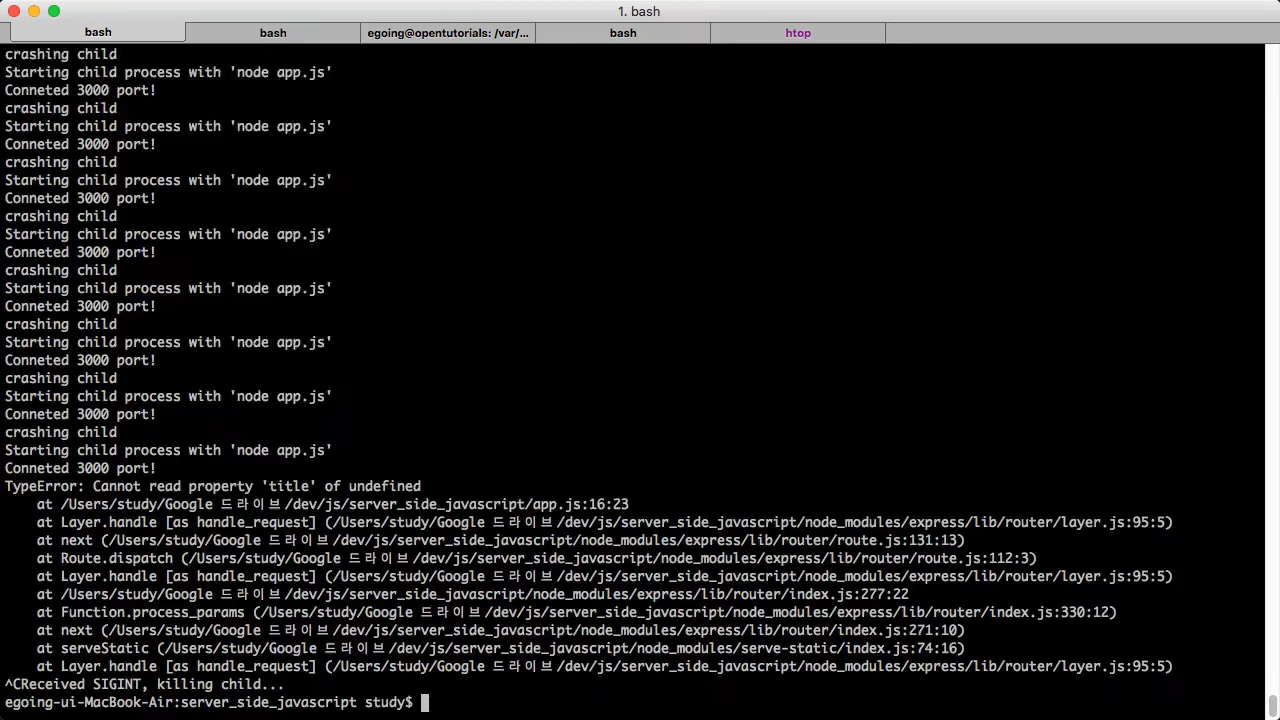 1. bash
bash
bash
egoing@opentutorials: /var/...
bash
htop
crashing child
Starting child process with 'node app.js'
Conneted 3000 port!
crashing child
Starting child process with 'node app.js'
Conneted 3000 port!
crashing child
Starting child process with 'node app.js'
Conneted 3000 port!
crashing child
Starting child process with 'node app.js'
Conneted 3000 port!
crashing child
Starting child process with 'node app.js'
Conneted 3000 port!
crashing child
Starting child process with 'node app.js'
Conneted 3000 port!
crashing child
Starting child process with 'node app.js'
Conneted 3000 port!
crashing child
Starting child process with 'node app.js'
Conneted 3000 port!
TypeError: Cannot read property 'title' of undefined
at /Users/study/Google 드라이브/dev/js/server_side_javascript/app.js:16:23
at Layer.handle [as handle_request] (/Users/study/Google 드라이브/dev/js/server_side_javascript/node_modules/express/lib/router/layer.js:95:5)
at next (/Users/study/Google 드라이브/dev/js/server_side_javascript/node_modules/express/lib/router/route.js:131:13)
at Route.dispatch (/Users/study/Google 드라이브/dev/js/server_side_javascript/node_modules/express/lib/router/route.js:112:3)
at Layer.handle [as handle_request] (/Users/study/Google 드라이브/dev/js/server_side_javascript/node_modules/express/lib/router/layer.js:95:5)
at /Users/study/Google 드라이브/dev/js/server_side_javascript/node_modules/express/lib/router/index.js:277:22
at Function.process_params (/Users/study/Google 드라이브/dev/js/server_side_javascript/node_modules/express/lib/router/index.js:330:12)
at next (/Users/study/Google 드라이브/dev/js/server_side_javascript/node_modules/express/lib/router/index.js:271:10)
at serveStatic (/Users/study/Google 드라이브/dev/js/server_side_javascript/node_modules/serve-static/index.js:74:16)
at Layer.handle [as handle_request] (/Users/study/Google 드라이브/dev/js/server_side_javascript/node_modules/express/lib/router/layer.js:95:5)
^CReceived SIGINT, killing child...
egoing-ui-MacBook-Air:server_side_javascript study$